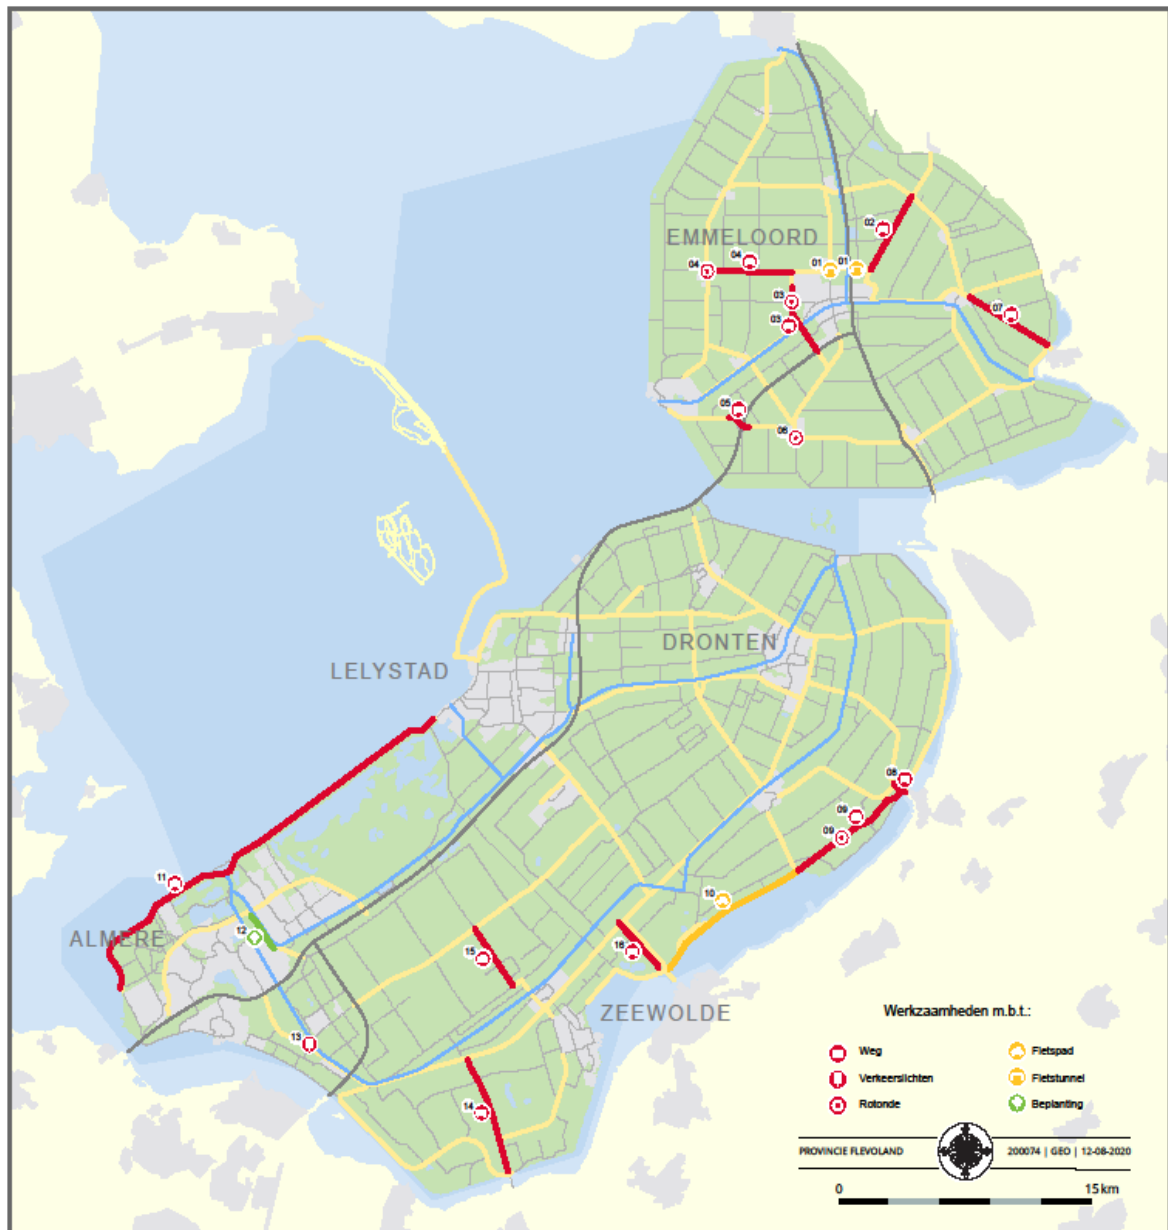 EMMELOORD
02
04
04
01
01
03
03
07
05
06
DRONTEN
LELYSTAD
08
09
09
10
11
12
ALMERE
15
16
ZEEWOLDE
13
14
Werkzaamheden m.b.t.:
Weg
Fietspad
Verkeerslichten
Fietstunnel
Rotonde
Beplanting
PROVINCIE FLEVOLAND
200074 | GEO | 12-08-2020
0 15 km